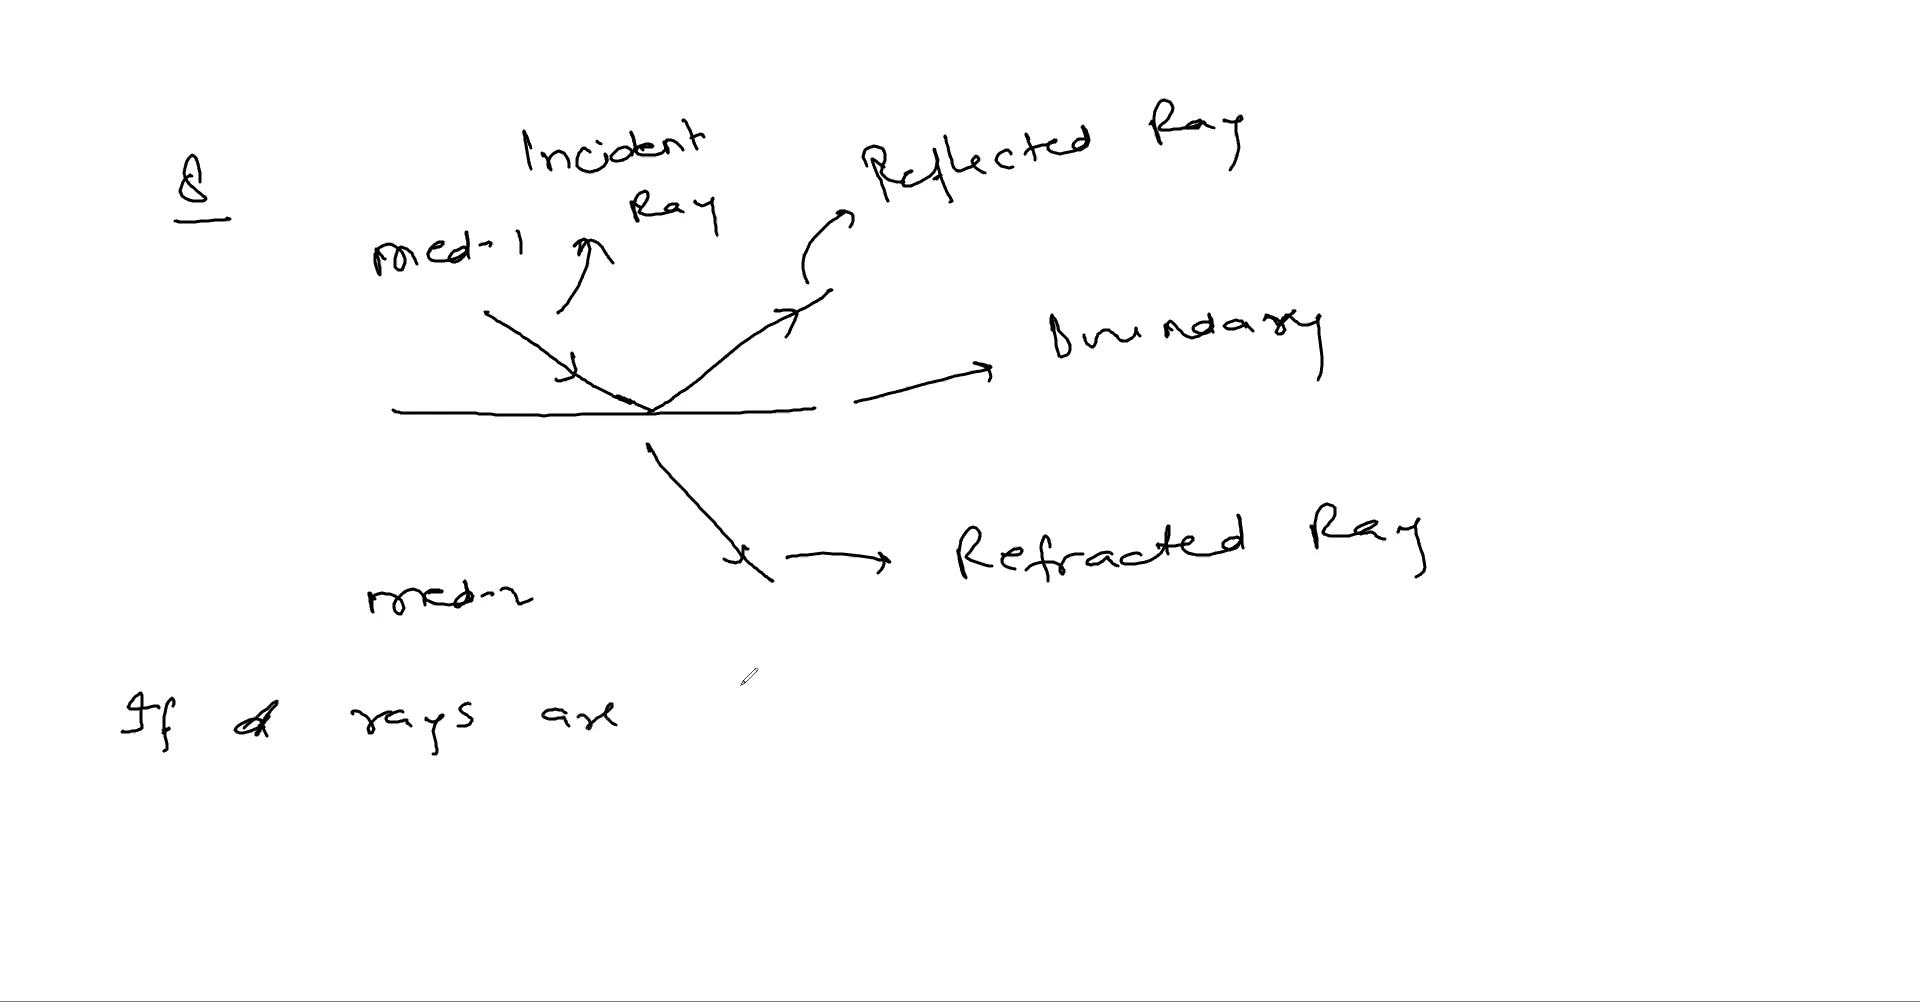 Q
Incident
Ray
Reflected Ray
med-1
Boundary
Refracted Ray
med-2
If rays are